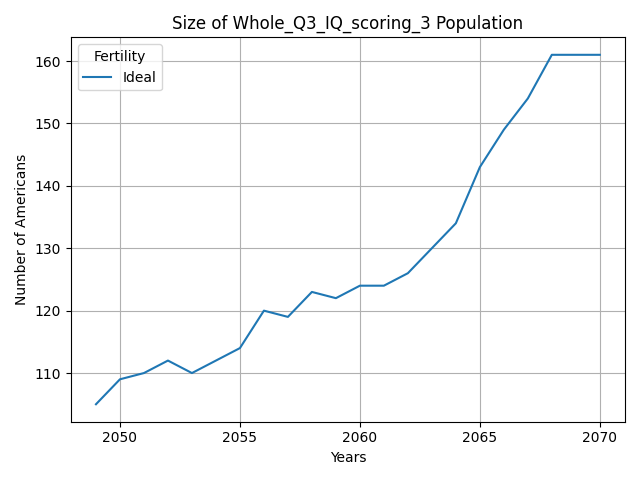 Size of Whole_Q3_IQ_scoring_3 Population
Fertility
Ideal
Number of Americans
160
150
140
130
120
110
2050 2055 2060 2065 2070
Years